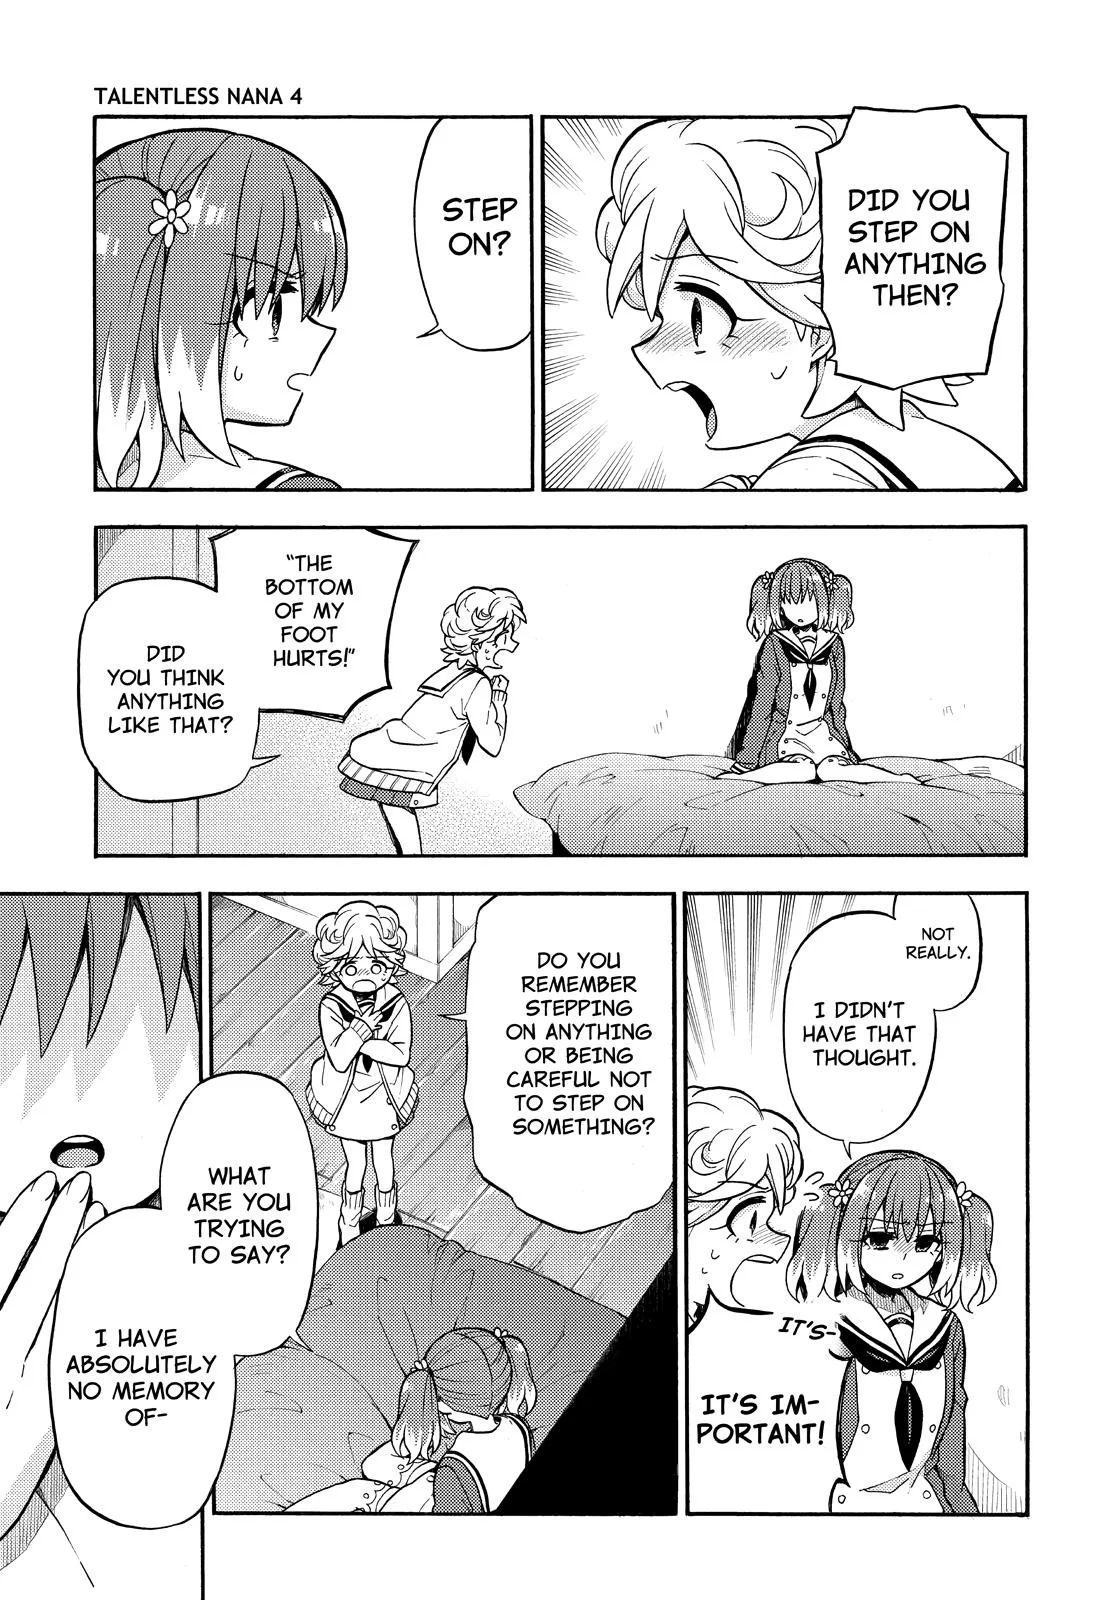 TALENTLESS NANA 4
DID YOU
STEP ON
ANYTHING
THEN?
STEP
ON?
"THE
BOTTOM
OF MY
FOOT
HURTS!"
DID
YOU THINK
ANYTHING
LIKE THAT?
NOT
REALLY.
I DIDN'T
HAVE THAT
THOUGHT.
IT'S-
IT'S IM-
PORTANT!
DO YOU
REMEMBER
STEPPING
ON ANYTHING
OR BEING
CAREFUL NOT
TO STEP ON
SOMETHING?
WHAT
ARE YOU
TRYING
TO SAY?
I HAVE
ABSOLUTELY
NO MEMORY
OF-